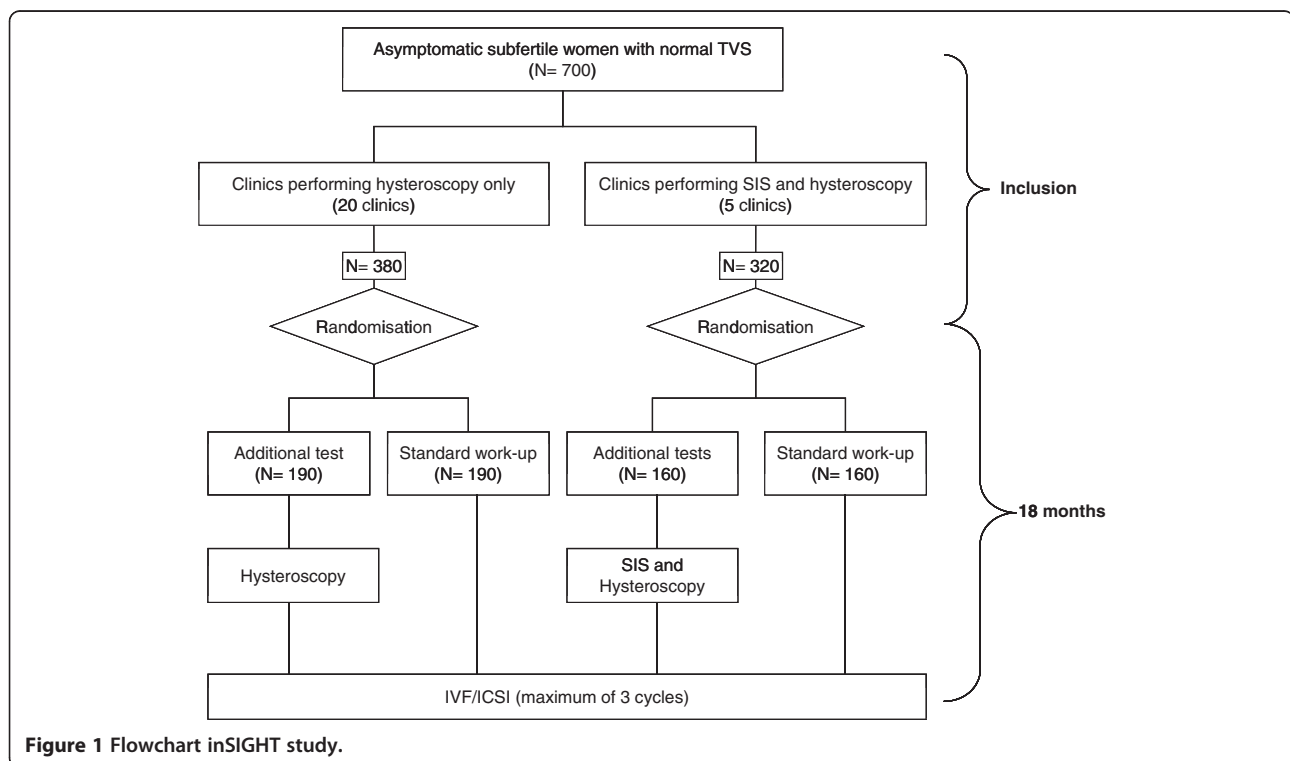 Asymptomatic subfertile women with normal TVS
(N= 700)
Clinics performing hysteroscopy only
(20 clinics)
Clinics performing SIS and hysteroscopy
(5 clinics)
Inclusion
N= 380
N= 320
Randomisation
Randomisation
Additional test
(N= 190)
Standard work-up
(N= 190)
Additional tests
(N= 160)
Standard work-up
(N= 160)
18 months
Hysteroscopy
SIS and
Hysteroscopy
IVF/ICSI (maximum of 3 cycles)
Figure 1 Flowchart inSIGHT study.